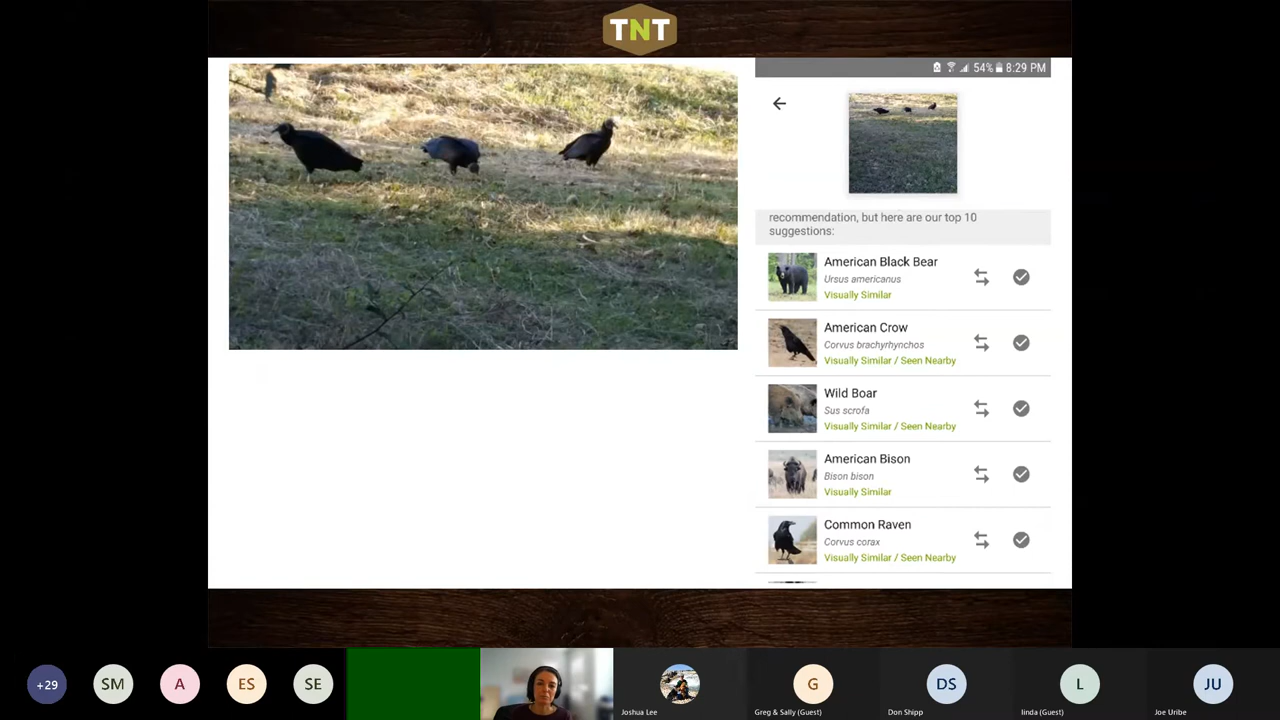 TNT
54% 8:29 PM
recommendation, but here are our top 10
suggestions:
American Black Bear
Ursus americanus
Visually Similar
American Crow
Corvus brachyrhynchos
Visually Similar / Seen Nearby
Wild Boar
Sus scrofa
Visually Similar / Seen Nearby
American Bison
Bison bison
Visually Similar
Common Raven
Corvus corax
Visually Similar / Seen Nearby
+29 SM A ES SE G DS L JU
Joshua Lee Greg & Sally (Guest) Don Shipp linda (Guest) Joe Uribe